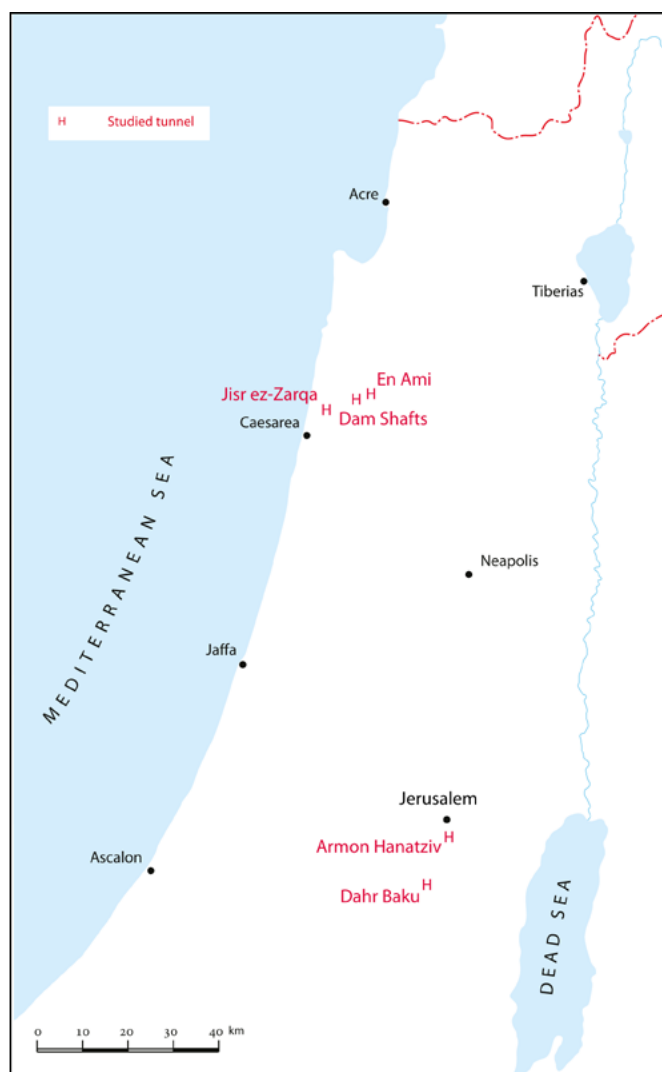 H Studied tunnel
Acre
Tiberias
En Ami
H
H
Jisr ez-Zarqa
H
Dam Shafts
Caesarea
MEDITERRANEAN SEA
Neapolis
Jaffa
Jerusalem
Armon Hanatziv H
Ascalon
Dahr Baku H
DEAD SEA
0 10 20 30 40 km